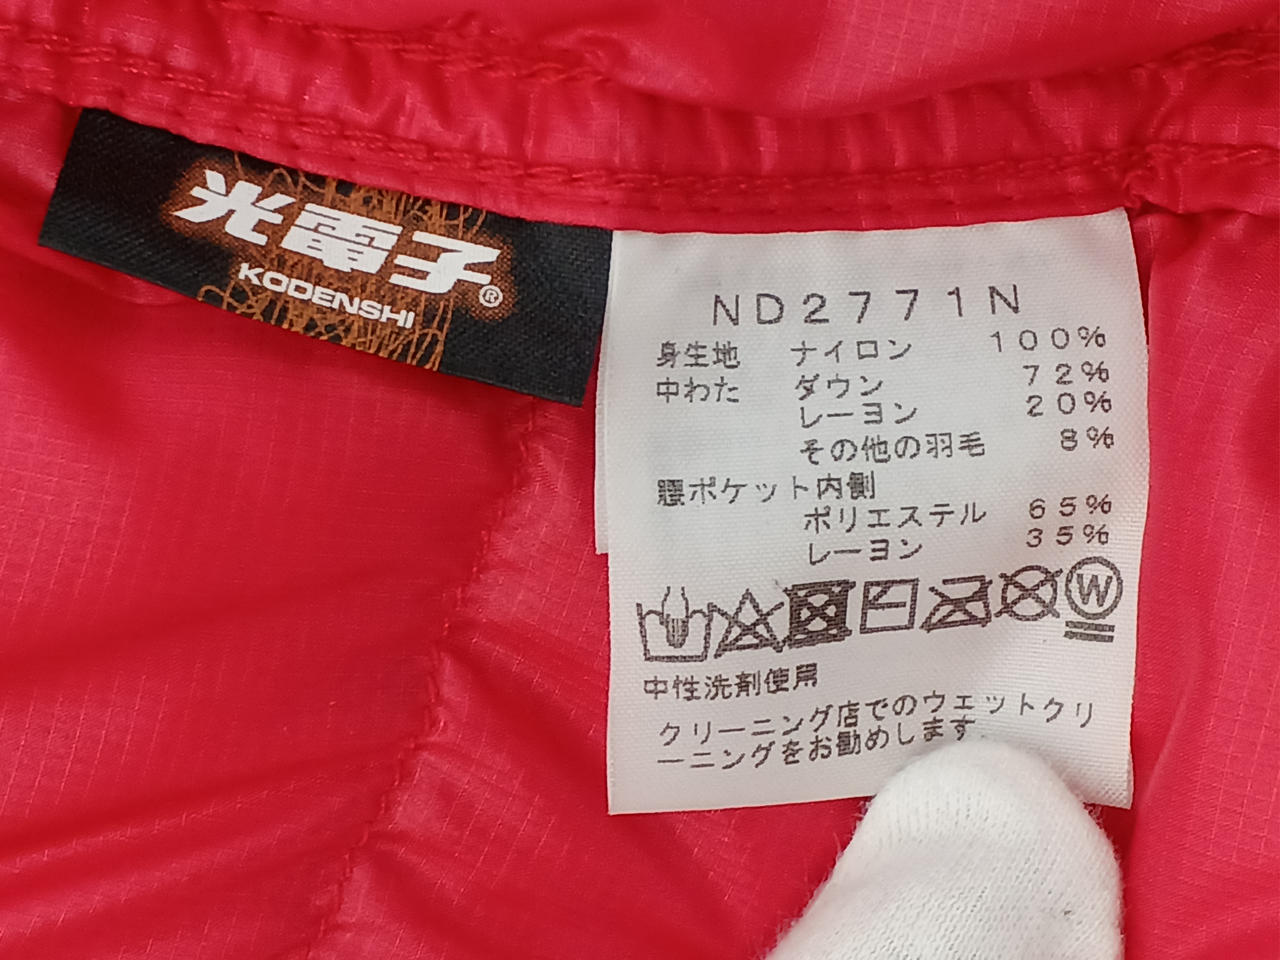 光電子®
KODENSHI
ND2771N
身生地 ナイロン 100%
中わた ダウン 72%
レーヨン 20%
その他の羽毛 8%
腰ポケット内側
ポリエステル 65%
レーヨン 35%
W
中性洗剤使用
クリーニング店でのウェットクリ
ーニングをお勧めします